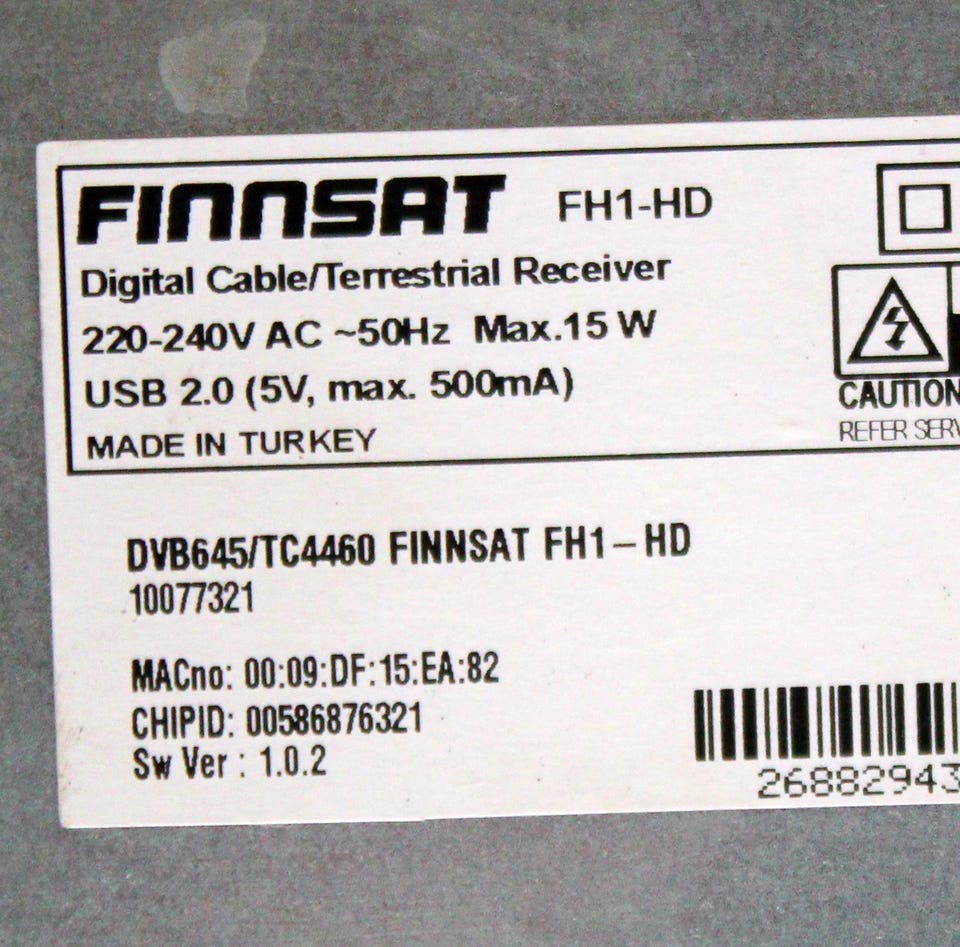 FINNSAT FH1-HD
Digital Cable/Terrestrial Receiver
220-240V AC ~50Hz Max.15 W
USB 2.0 (5V, max. 500mA)
MADE IN TURKEY
CAUTION
REFER
DVB645/TC4460 FINNSAT FH1-HD
10077321
MACno: 00:09:DF:15:EA:82
CHIPID: 00586876321
Sw Ver : 1.0.2
26882943